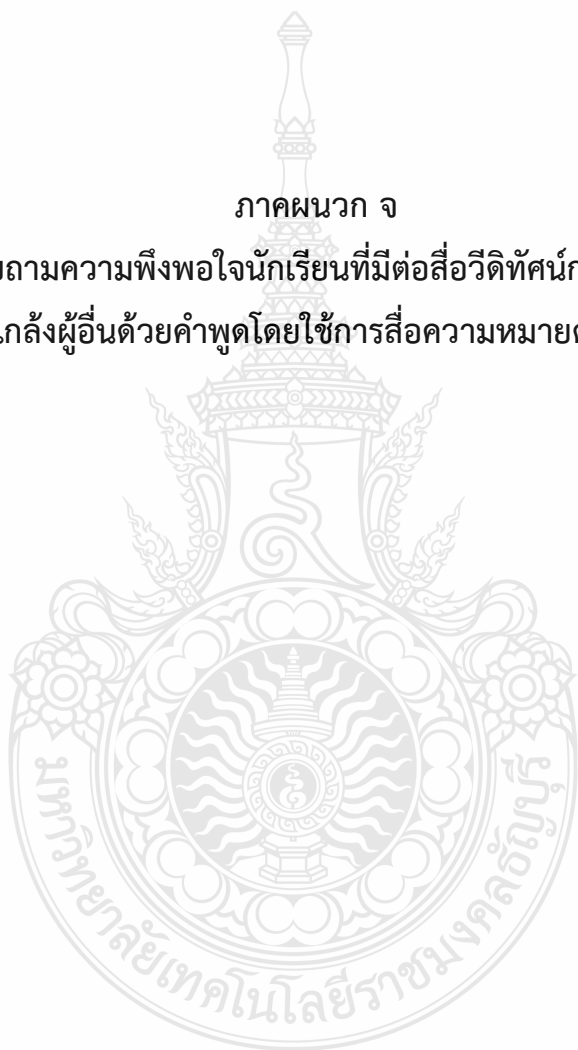 ภาคผนวก จ
ถามความพึงพอใจนักเรียนที่มีต่อสื่อวีดิทัศน์
กล้งผู้อื่นด้วยคำพูดโดยใช้การสื่อความหมาย
มหาวิทยาลัยเทคโนโลยีราชมงคลธัญบุรี